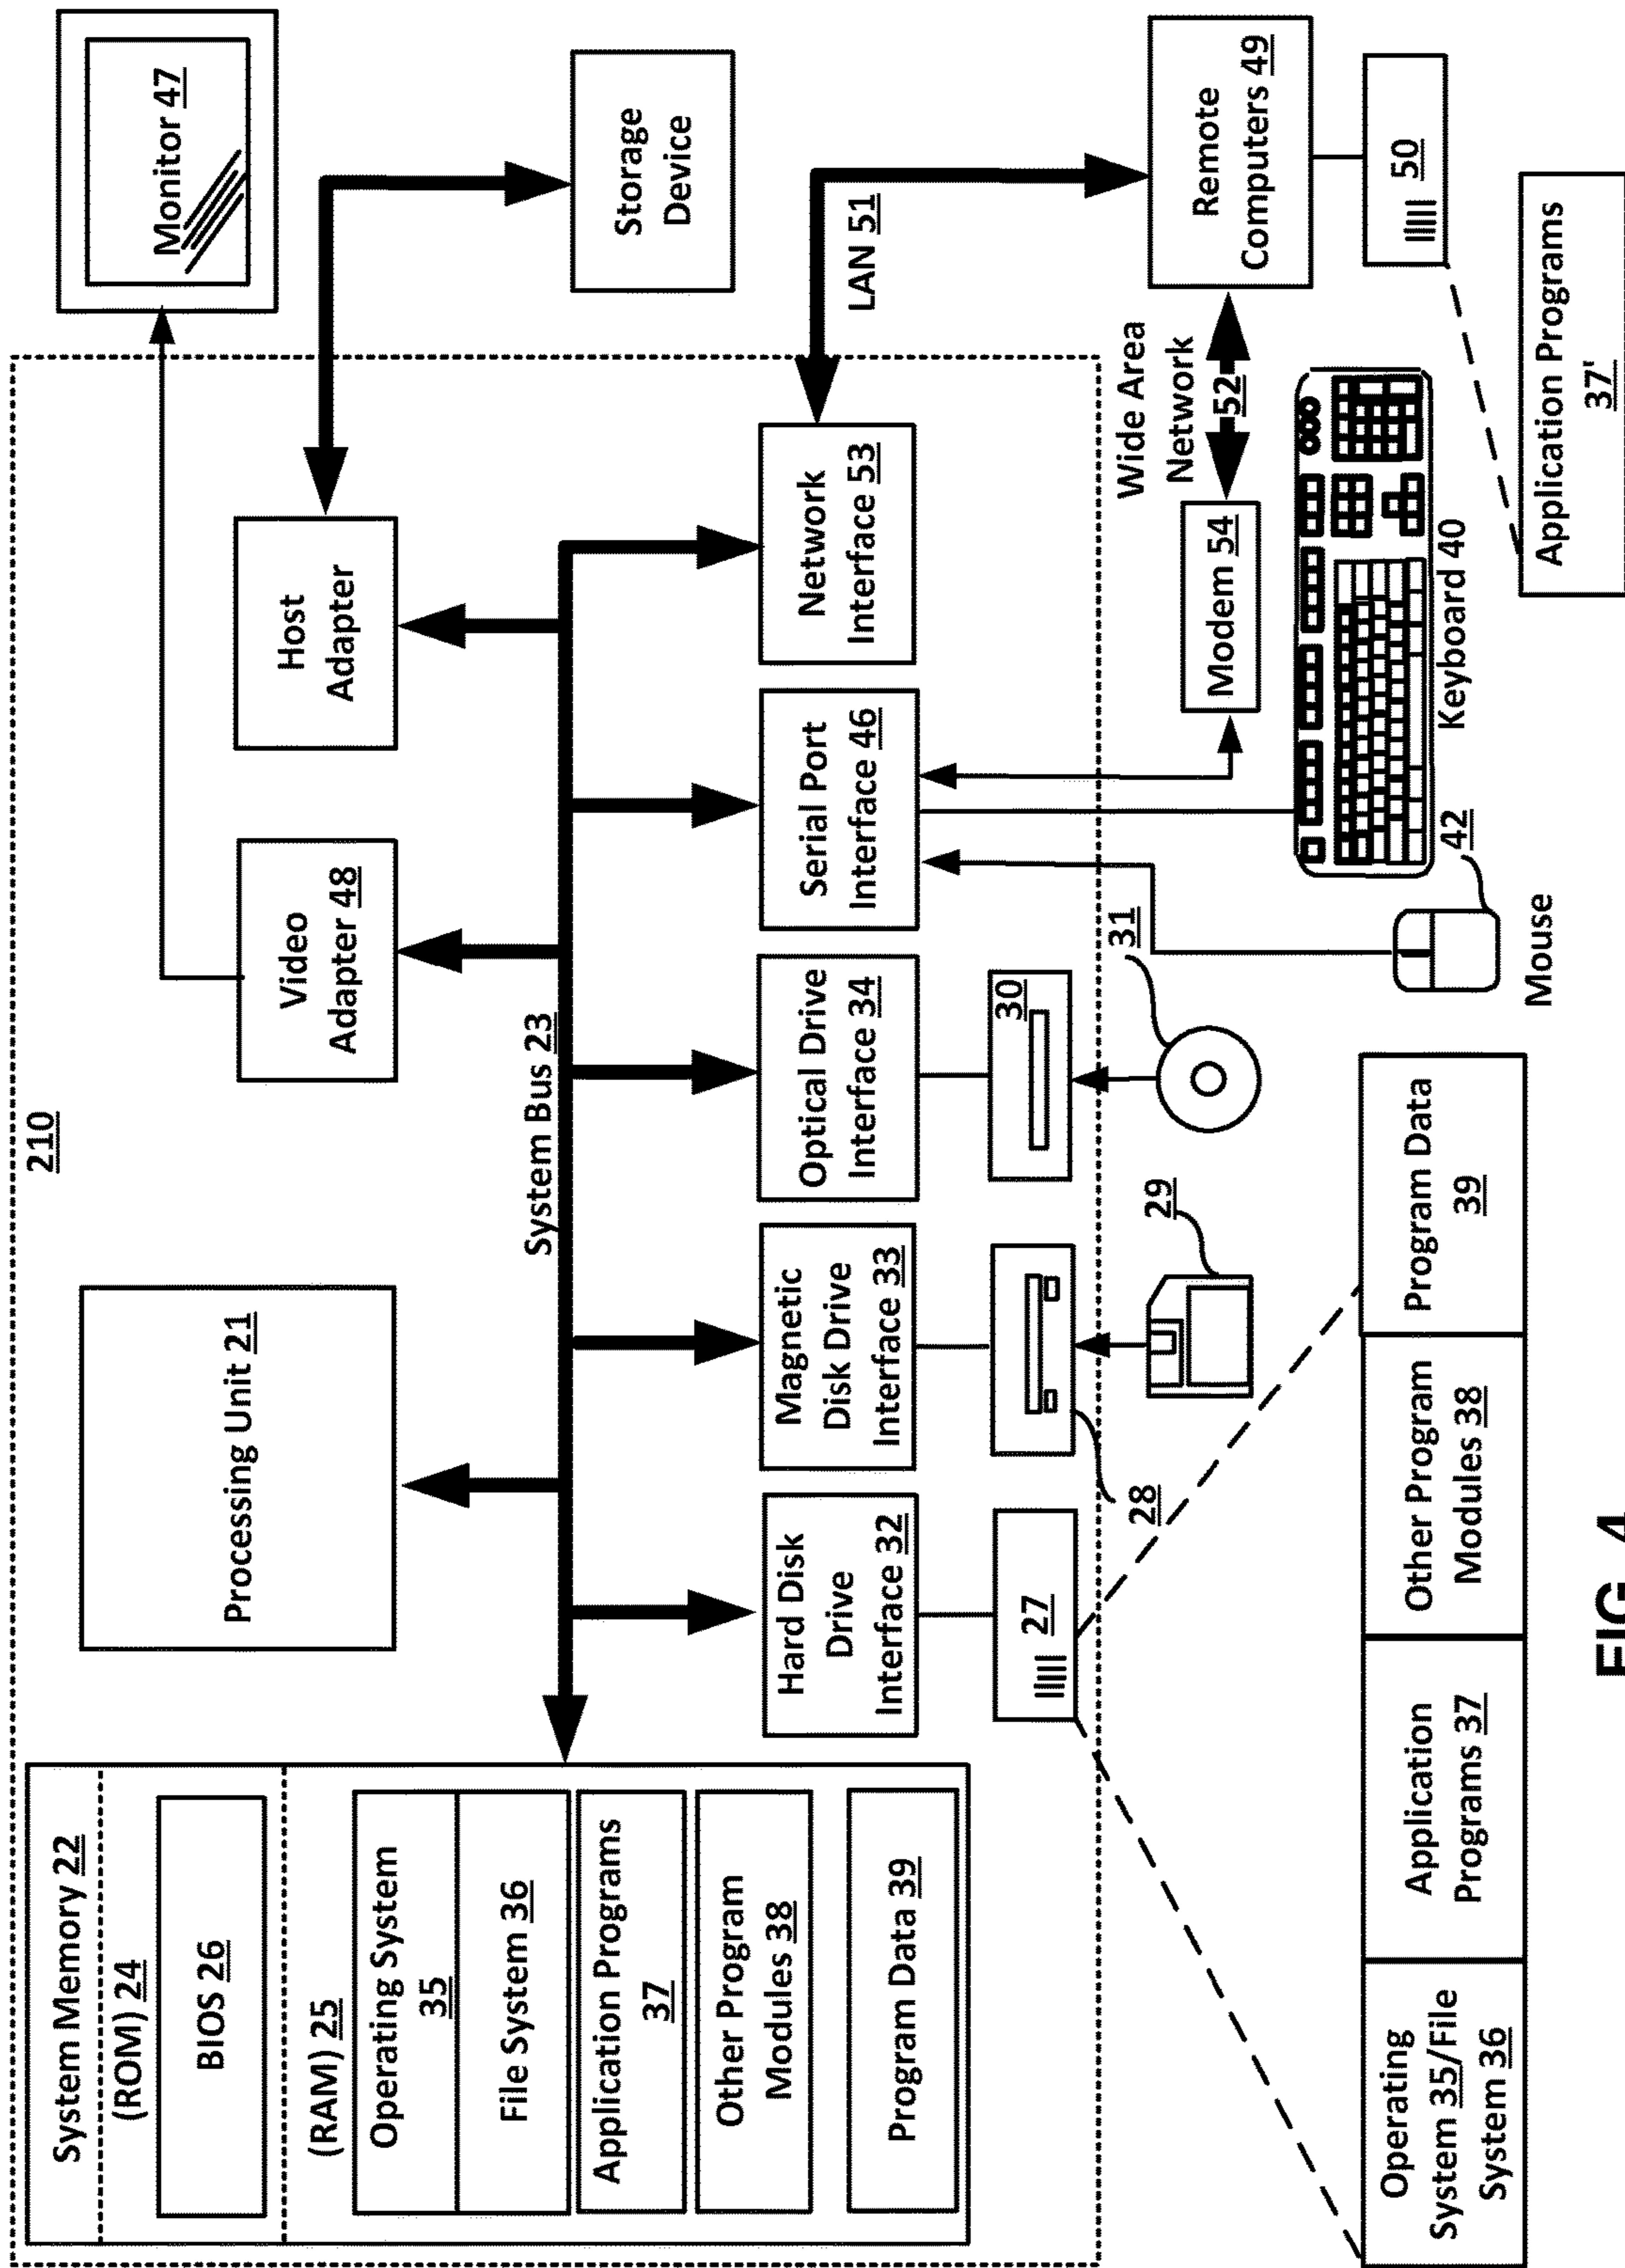 210
System Memory 22
(ROM) 24
BIOS 26
(RAM) 25
Operating System
35
File System 36
Application Programs
37
Other Program
Modules 38
Program Data 39
Processing Unit 21
Video
Adapter 48
Host
Adapter
Monitor 47
Storage
Device
System Bus 23
Hard Disk
Drive
Interface 32
Magnetic
Disk Drive
Interface 33
Optical Drive
Interface 34
Serial Port
Interface 46
Network
Interface 53
LAN 51
27
28
29
30
31
Modem 54
Wide Area
Network
52
Remote
Computers 49
50
Keyboard 40
42
Mouse
Application Programs
37'
Operating
System 35/File
System 36
Application
Programs 37
Other Program
Modules 38
Program Data
39
FIG. 4